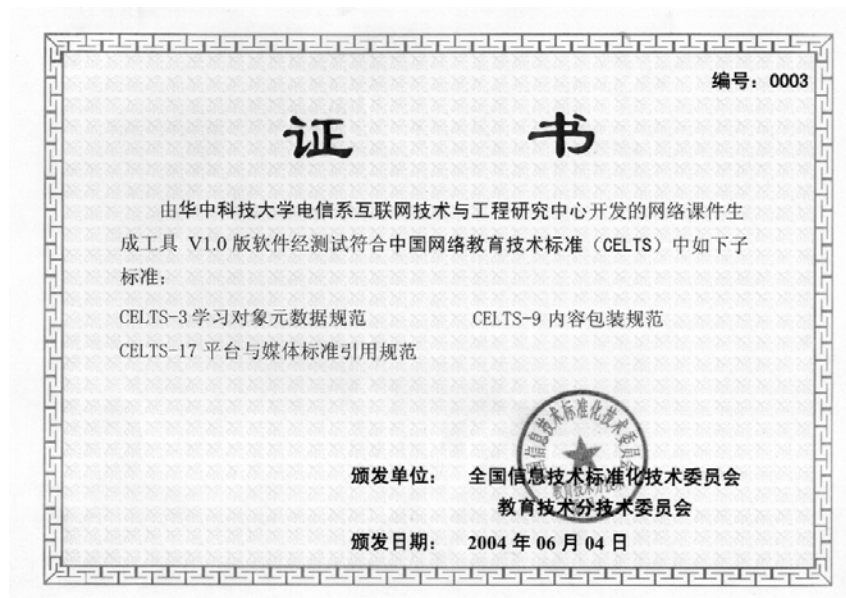 编号：0003
证 书
由华中科技大学电信系互联网技术与工程研究中心开发的网络课件生
成工具 V1.0 版软件经测试符合中国网络教育技术标准（CELTS）中如下子
标准：
CELTS-3 学习对象元数据规范 CELTS-9 内容包装规范
CELTS-17 平台与媒体标准引用规范
颁发单位： 全国信息技术标准化技术委员会
教育技术分技术委员会
颁发日期： 2004 年 06 月 04 日